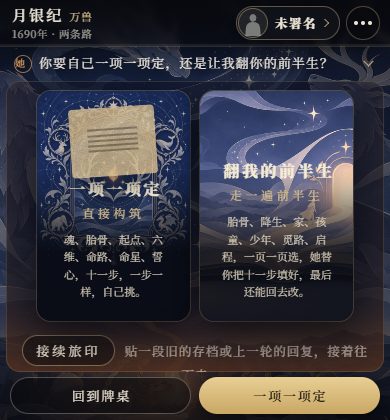 月银纪 万兽
1690年 · 两条路
未署名 >
她 你要自己一项一项定，还是让我翻你的前半生？
一项一项定
直接构筑
魂、胎骨、起点、六
维、命路、命星、誓
心，十一步，一步一
样，自己挑。
翻我的前半生
走一遍前半生
胎骨、降生、家、孩
童、少年、觅路、启
程，一页一页选，她替
你把十一步填好，最后
还能回去改。
接续旅印 贴一段旧的存档或上一轮的回复，接着往
回到牌桌
一项一项定